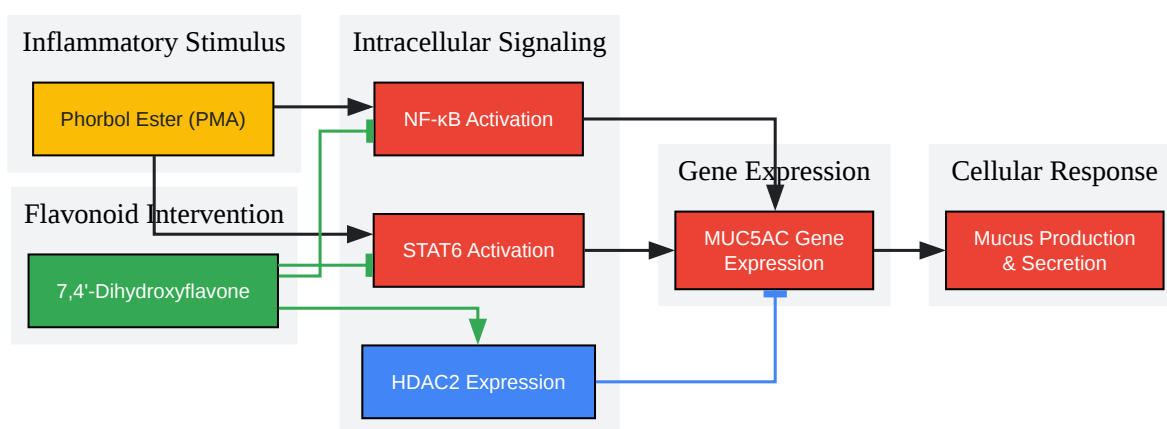 Inflammatory Stimulus
Phorbol Ester (PMA)
Flavonoid Intervention
7,4'-Dihydroxyflavone
Intracellular Signaling
NF-κB Activation
STAT6 Activation
HDAC2 Expression
Gene Expression
MUC5AC Gene
Expression
Cellular Response
Mucus Production
& Secretion